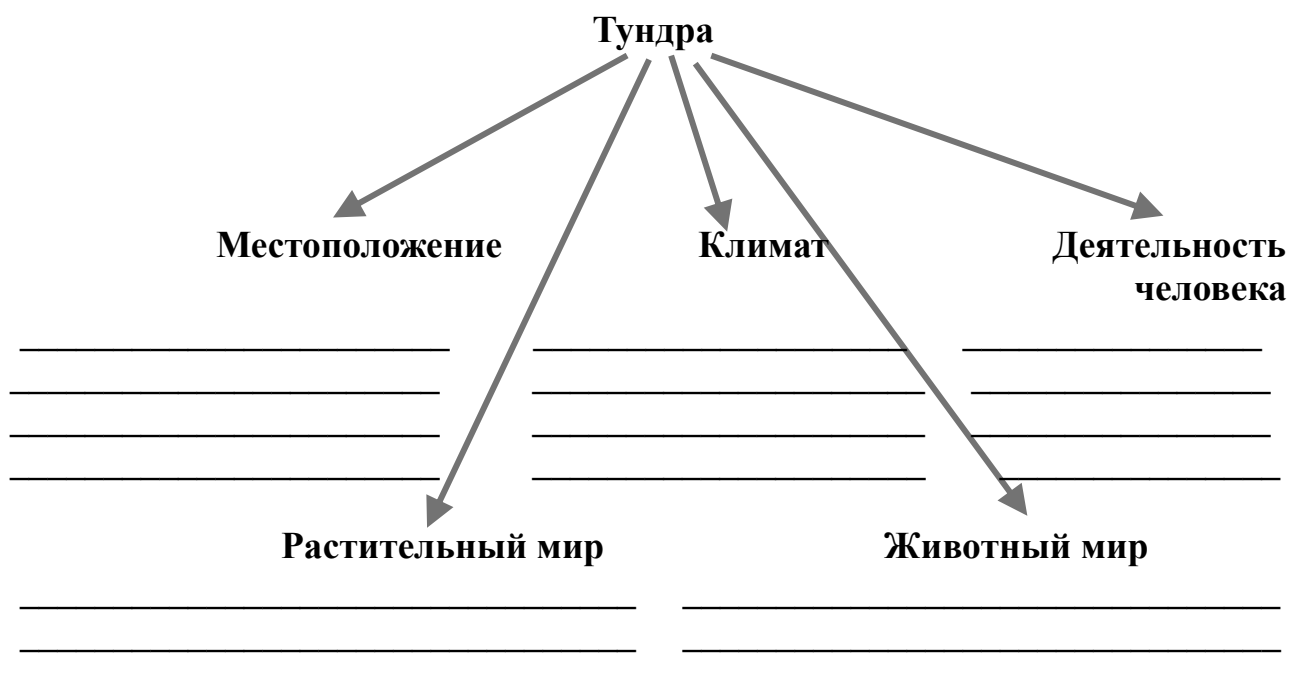 Тундра
Местоположение
Климат
Деятельность
человека
Растительный мир
Животный мир